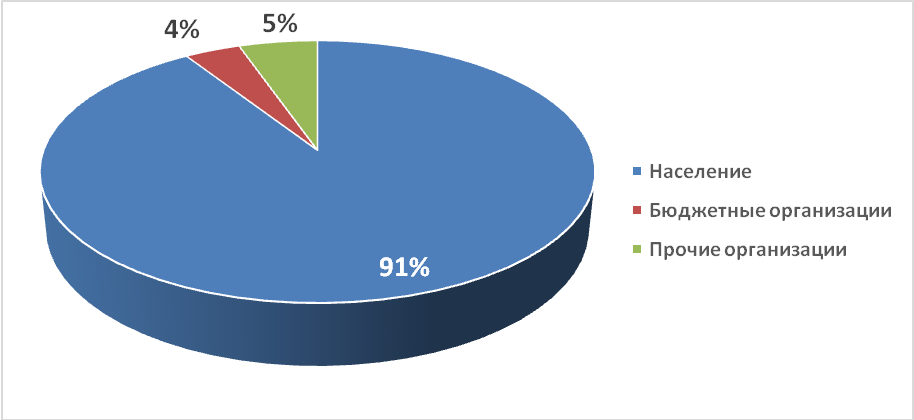 4%
5%
91%
Население
Бюджетные организации
Прочие организации